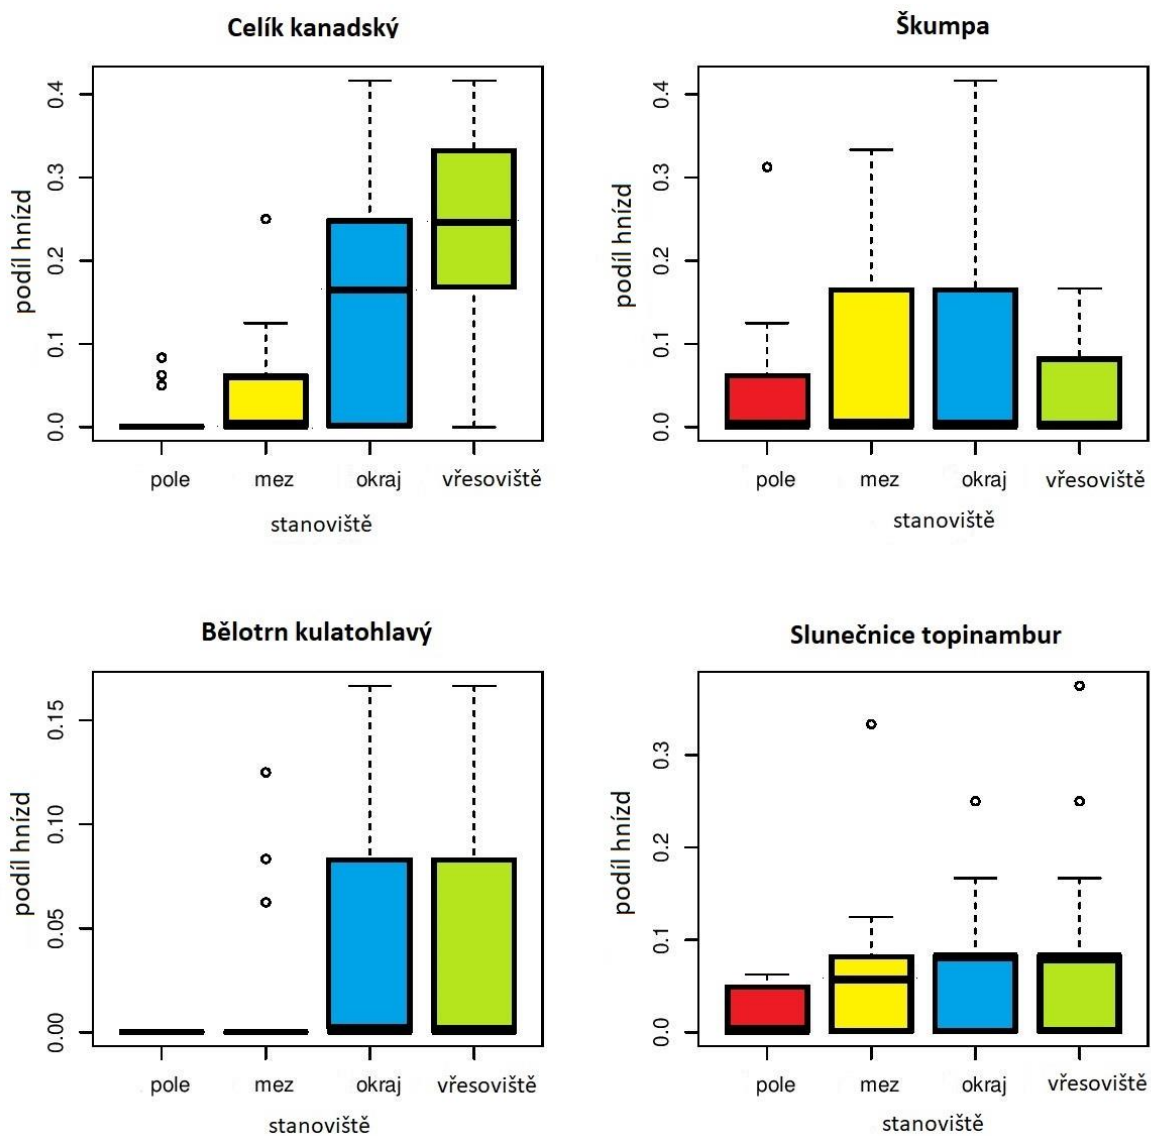 Celík kanadský
podíl hnízd
0.4
0.3
0.2
0.1
0.0
pole mez okraj vřesoviště
stanoviště
Škumpa
podíl hnízd
0.4
0.3
0.2
0.1
0.0
pole mez okraj vřesoviště
stanoviště
Bělotrn kulatohlavý
podíl hnízd
0.15
0.10
0.05
0.00
pole mez okraj vřesoviště
stanoviště
Slunečnice topinambur
podíl hnízd
0.3
0.2
0.1
0.0
pole mez okraj vřesoviště
stanoviště